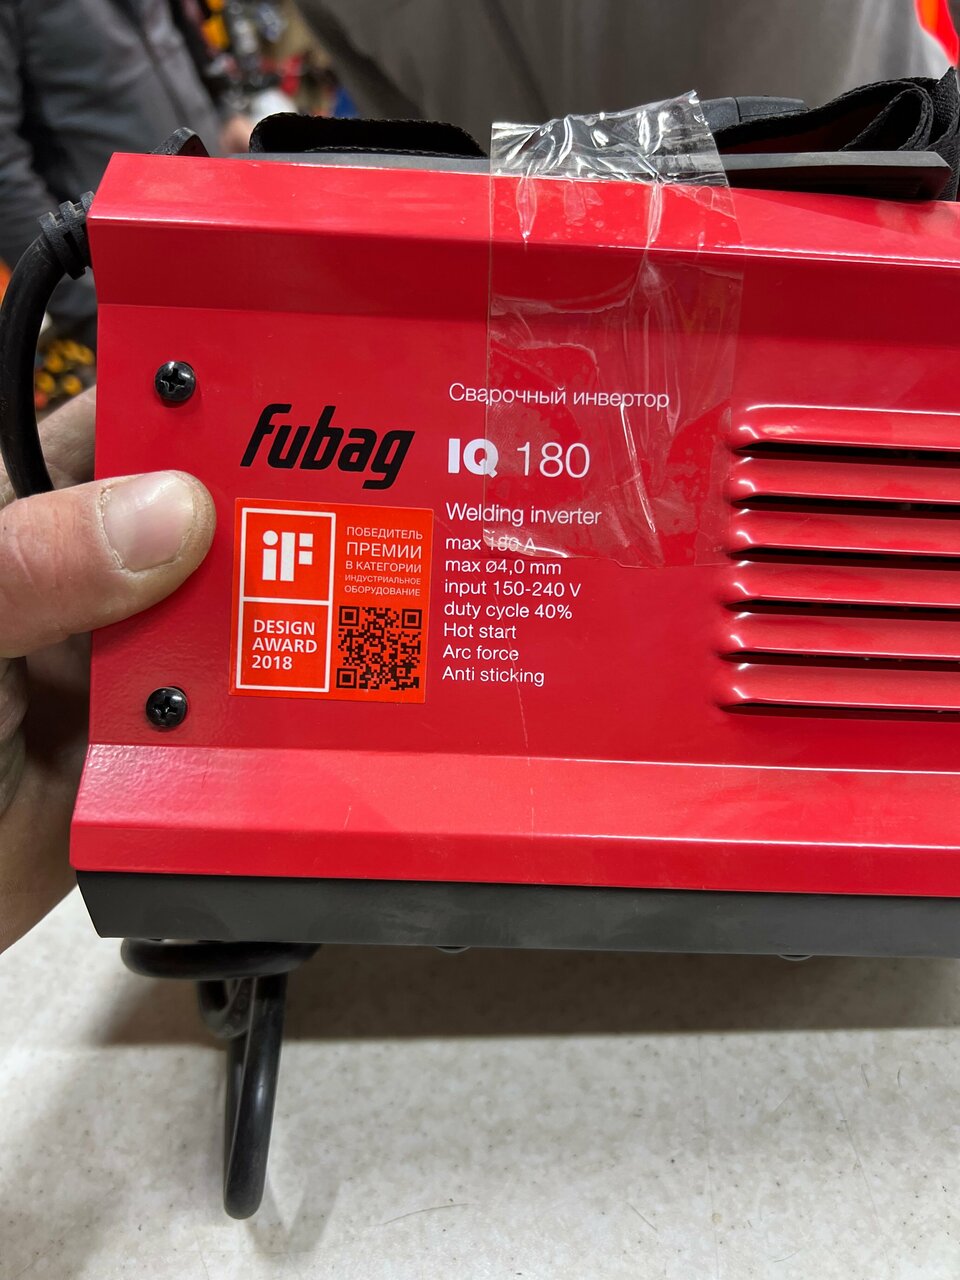 Сварочный инвертор
fubag
IQ 180
Welding inverter
max 180 A
max ø4,0 mm
input 150-240 V
duty cycle 40%
Hot start
Arc force
Anti sticking
iF
ПОБЕДИТЕЛЬ
ПРЕМИИ
В КАТЕГОРИИ
ИНДУСТРИАЛЬНОЕ
ОБОРУДОВАНИЕ
DESIGN
AWARD
2018